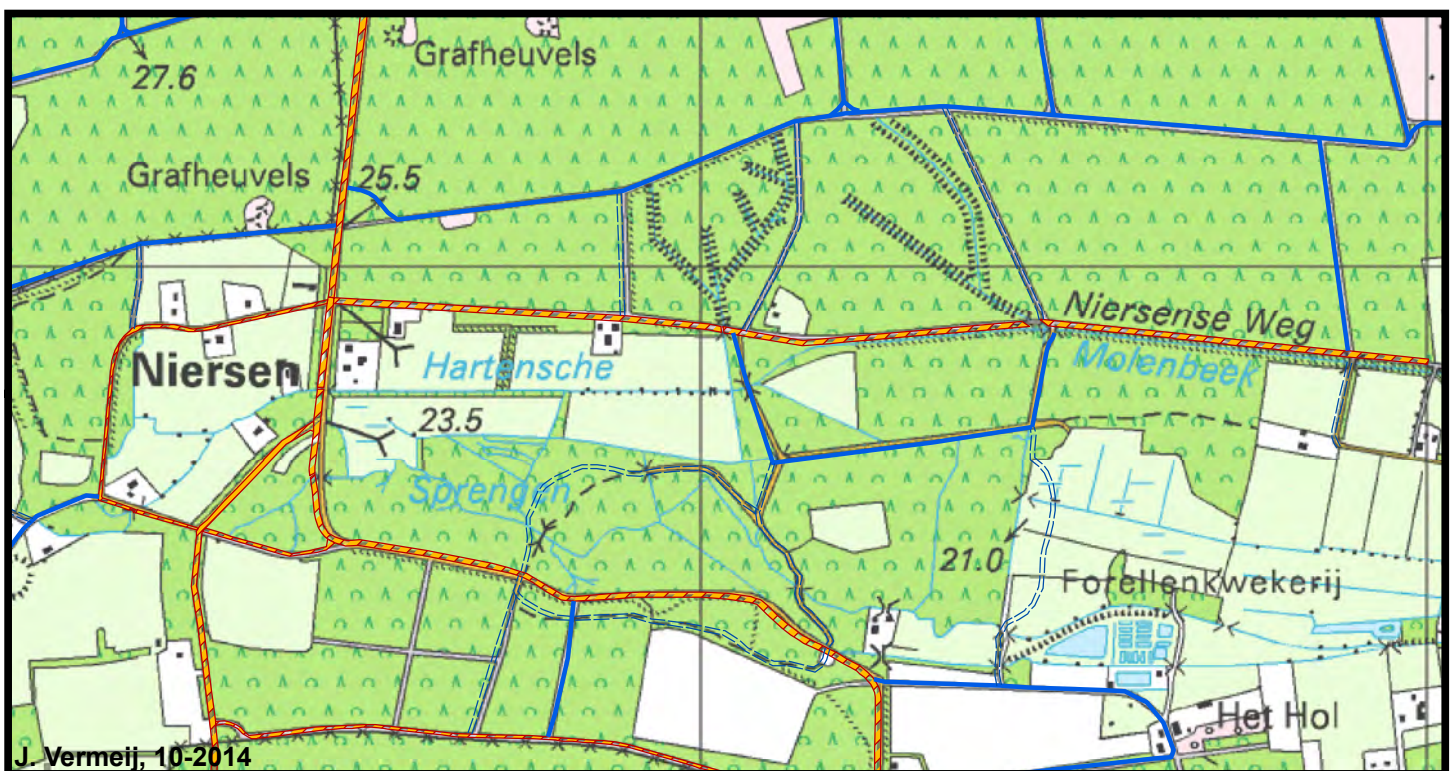 Grafheuvels
27.6
Grafheuvels
25.5
Niersense Weg
Molenbeek
Niersen
Hartensche
23.5
Sprengen
21.0
Forellenkwekerij
Het Hol
J. Vermeij, 10-2014